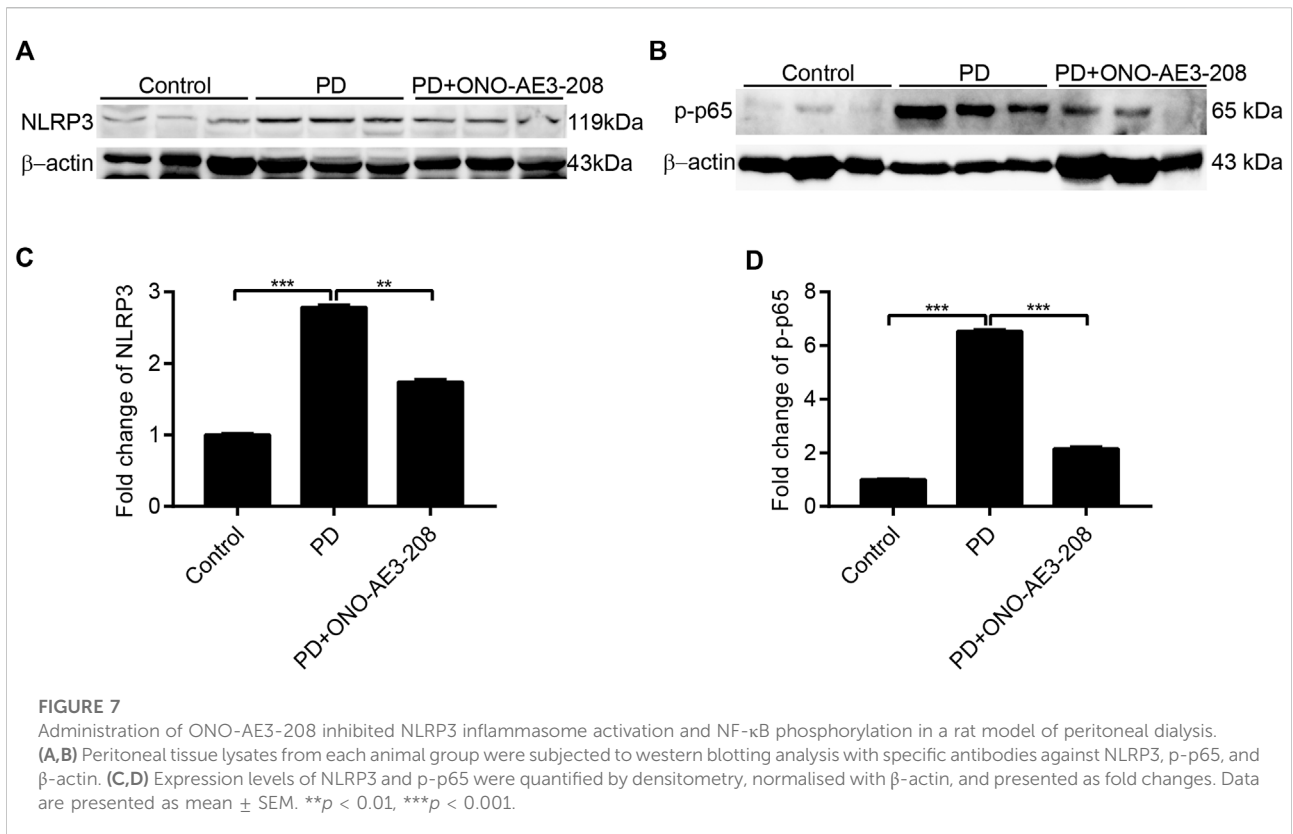 A
Control PD PD+ONO-AE3-208
NLRP3 119kDa
β–actin 43kDa
B
Control PD PD+ONO-AE3-208
p-p65 65 kDa
β–actin 43 kDa
C
Fold change of NLRP3
3
2
1
0
*** **
Control
PD
PD+ONO-AE3-208
D
Fold change of p-p65
8
6
4
2
0
*** ***
Control
PD
PD+ONO-AE3-208
FIGURE 7
Administration of ONO-AE3-208 inhibited NLRP3 inflammasome activation and NF-κB phosphorylation in a rat model of peritoneal dialysis.
(A,B) Peritoneal tissue lysates from each animal group were subjected to western blotting analysis with specific antibodies against NLRP3, p-p65, and
β-actin. (C,D) Expression levels of NLRP3 and p-p65 were quantified by densitometry, normalised with β-actin, and presented as fold changes. Data
are presented as mean ± SEM. **p < 0.01, ***p < 0.001.